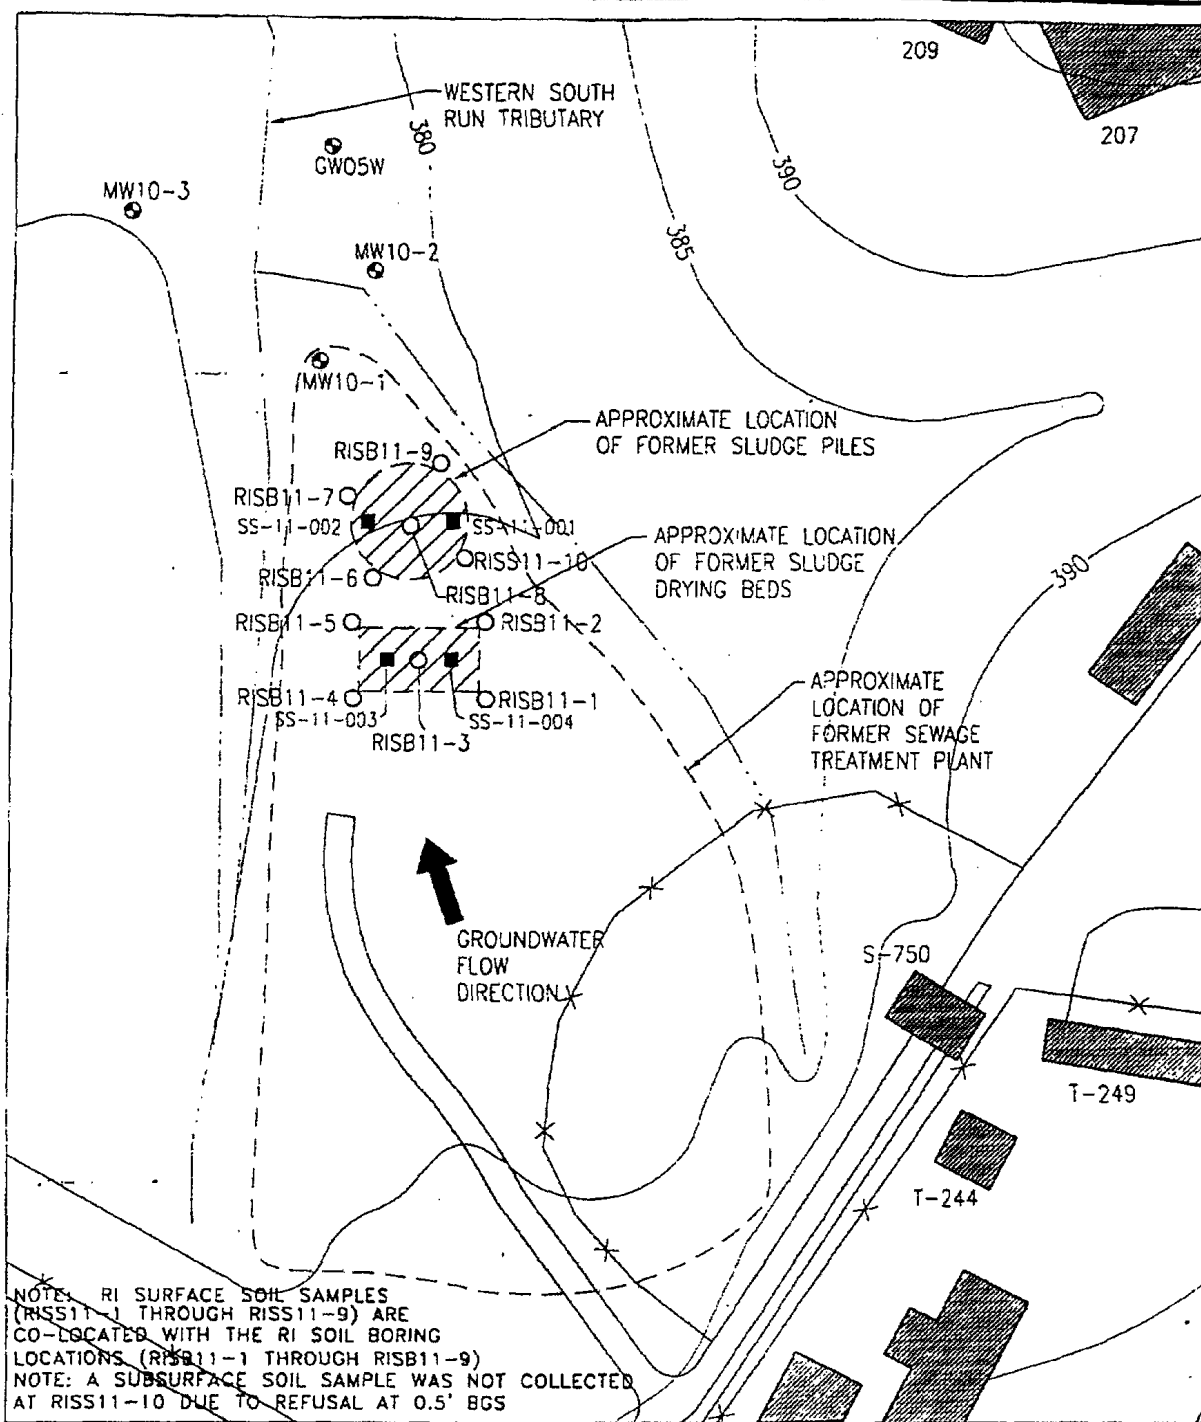 209
WESTERN SOUTH
RUN TRIBUTARY
380
207
GW05W
390
MW10-3
385
MW10-2
MW10-1
APPROXIMATE LOCATION
OF FORMER SLUDGE PILES
RISB11-9
RISB11-7
SS-11-002
SS-11-001
APPROXIMATE LOCATION
OF FORMER SLUDGE
DRYING BEDS
RISS11-10
390
RISB11-6
RISB11-8
RISB11-5
RISB11-2
RISB11-4
RISB11-1
SS-11-003
SS-11-004
RISB11-3
APPROXIMATE
LOCATION OF
FORMER SEWAGE
TREATMENT PLANT
GROUNDWATER
FLOW
DIRECTION
S-750
T-249
T-244
NOTE: RI SURFACE SOIL SAMPLES
(RISS11-1 THROUGH RISS11-9) ARE
CO-LOCATED WITH THE RI SOIL BORING
LOCATIONS (RISB11-1 THROUGH RISB11-9)
NOTE: A SUBSURFACE SOIL SAMPLE WAS NOT COLLECTED
AT RISS11-10 DUE TO REFUSAL AT 0.5' BGS